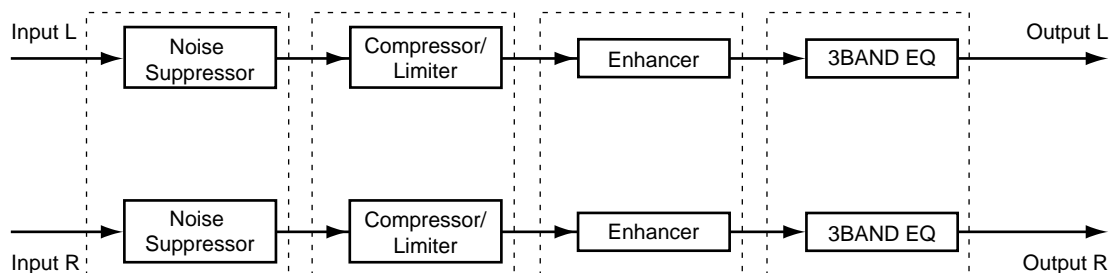 Input L
Noise
Suppressor
Compressor/
Limiter
Enhancer
3BAND EQ
Output L
Noise
Suppressor
Compressor/
Limiter
Enhancer
3BAND EQ
Input R
Output R